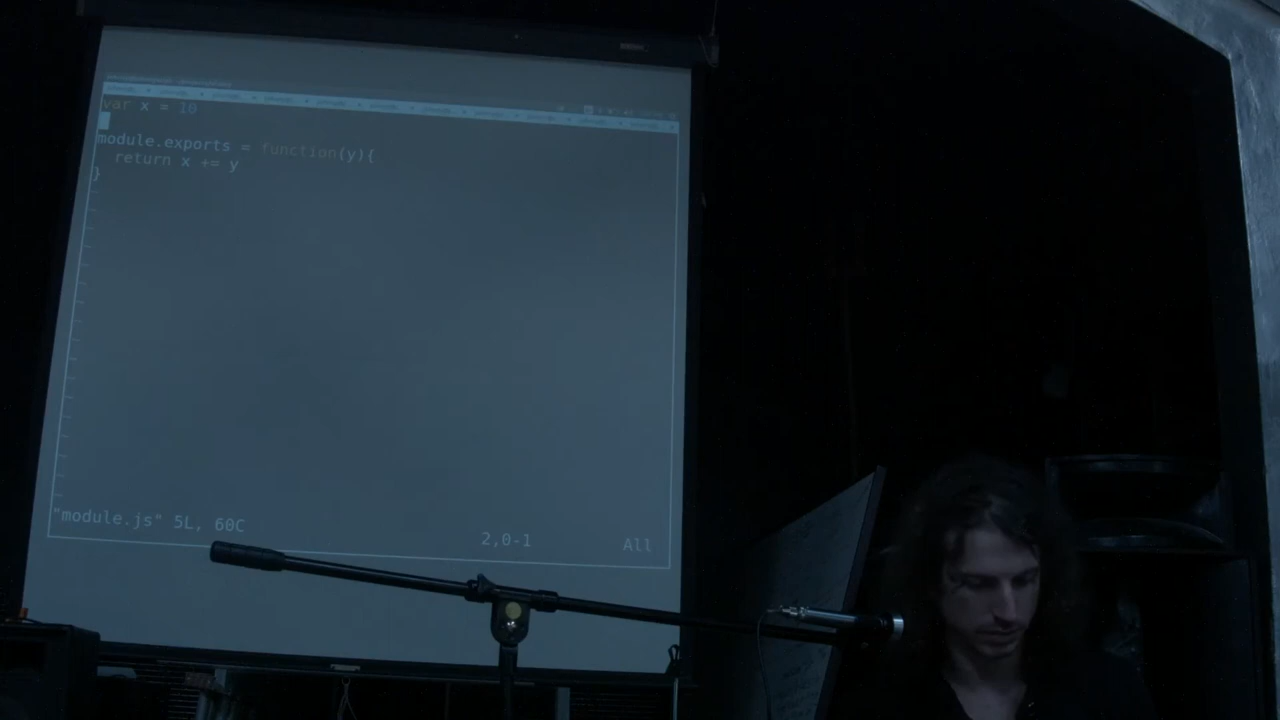 var x = 10
module.exports = function(y){
return x += y
}
"module.js" 5L, 60C
2,0-1
All